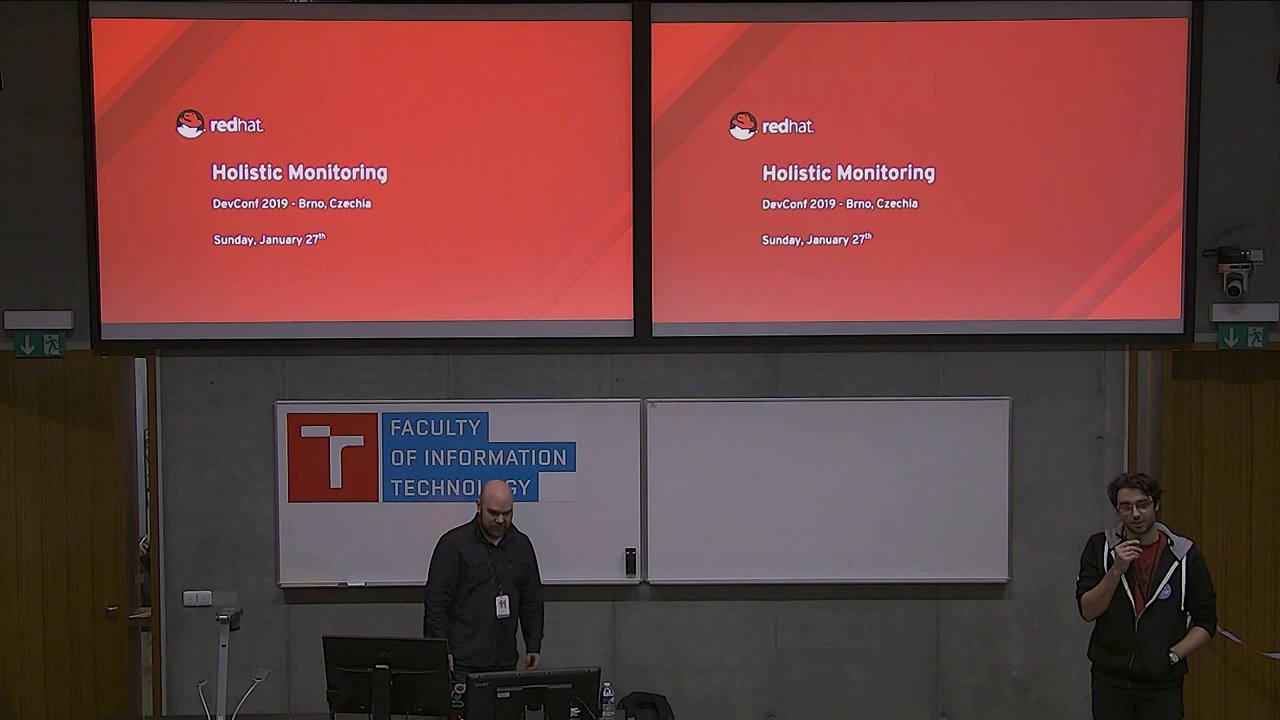 redhat.
Holistic Monitoring
DevConf 2019 - Brno, Czechia
Sunday, January 27th
redhat.
Holistic Monitoring
DevConf 2019 - Brno, Czechia
Sunday, January 27th
FACULTY
OF INFORMATION
TECHNOLOGY